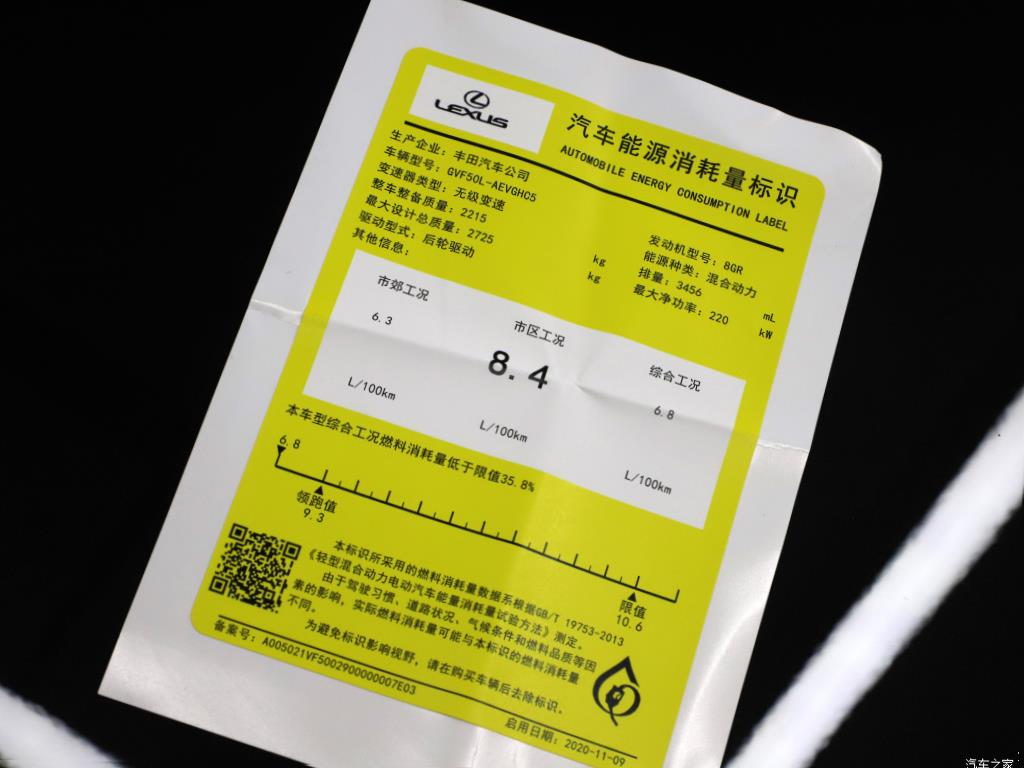 LEXUS
汽车能源消耗量标识
AUTOMOBILE ENERGY CONSUMPTION LABEL
生产企业：丰田汽车公司
车辆型号：GVF50L-AEVGHC5
变速器类型：无级变速
整车整备质量：2215 kg
最大设计总质量：2725 kg
驱动型式：后轮驱动
其他信息：
发动机型号：8GR
能源种类：混合动力
排量：3456 mL
最大净功率：220 kW
市郊工况
6.3
L/100km
市区工况
8.4
L/100km
综合工况
6.8
L/100km
本车型综合工况燃料消耗量低于限值35.8%
6.8
领跑值
9.3
限值
10.6
本标识所采用的燃料消耗量数据系根据GB/T 19753-2013
《轻型混合动力电动汽车能量消耗量试验方法》测定。
由于驾驶习惯、道路状况、气候条件和燃料品质等因
素的影响，实际燃料消耗量可能与本标识的燃料消耗量
不同。
为避免标识影响视野，请在购买车辆后去除标识。
备案号：A005021VF5002900000007E03
启用日期：2020-11-09
汽车之家